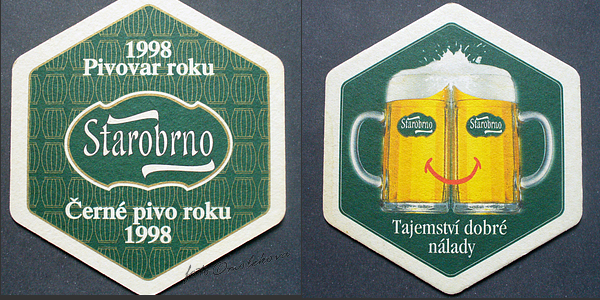 1998
Pivovar roku
Starobrno
Černé pivo roku
1998
Starobrno
Starobrno
Tajemství dobré
nálady